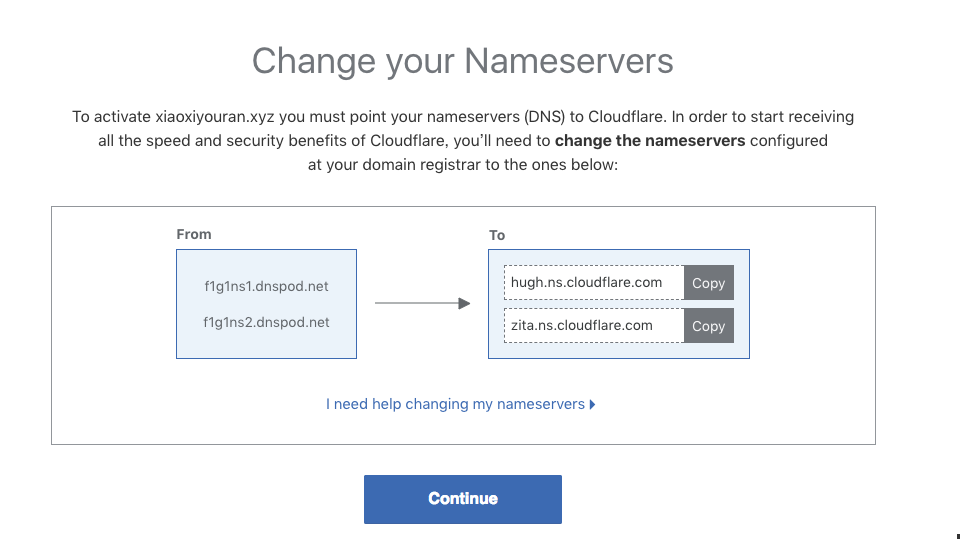 Change your Nameservers
To activate xiaoxiyouran.xyz you must point your nameservers (DNS) to Cloudflare. In order to start receiving
all the speed and security benefits of Cloudflare, you’ll need to change the nameservers configured
at your domain registrar to the ones below:
From
f1g1ns1.dnspod.net
f1g1ns2.dnspod.net
To
hugh.ns.cloudflare.com Copy
zita.ns.cloudflare.com Copy
I need help changing my nameservers
Continue